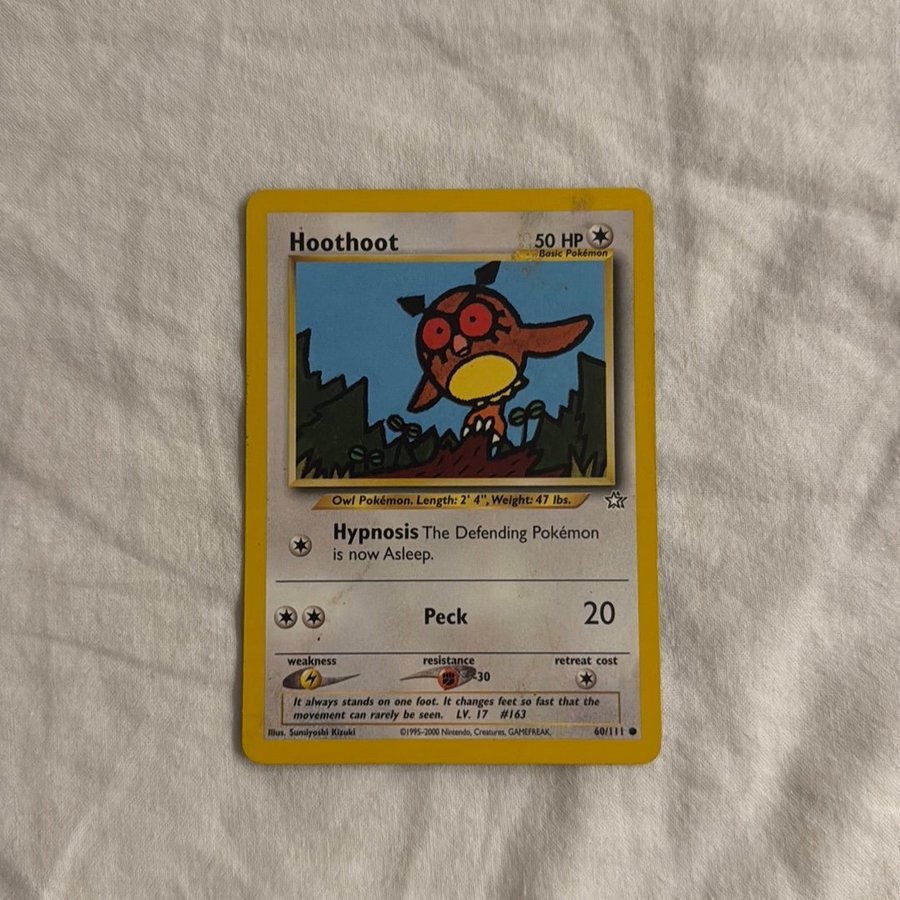 Hoothoot
50 HP
Basic Pokémon
Owl Pokémon. Length: 2' 4", Weight: 47 lbs.
Hypnosis The Defending Pokémon
is now Asleep.
Peck 20
weakness resistance retreat cost
-30
It always stands on one foot. It changes feet so fast that the
movement can rarely be seen. LV. 17 #163
Illus. Sumiyoshi Kizuki ©1995-2000 Nintendo, Creatures, GAMEFREAK. 60/111